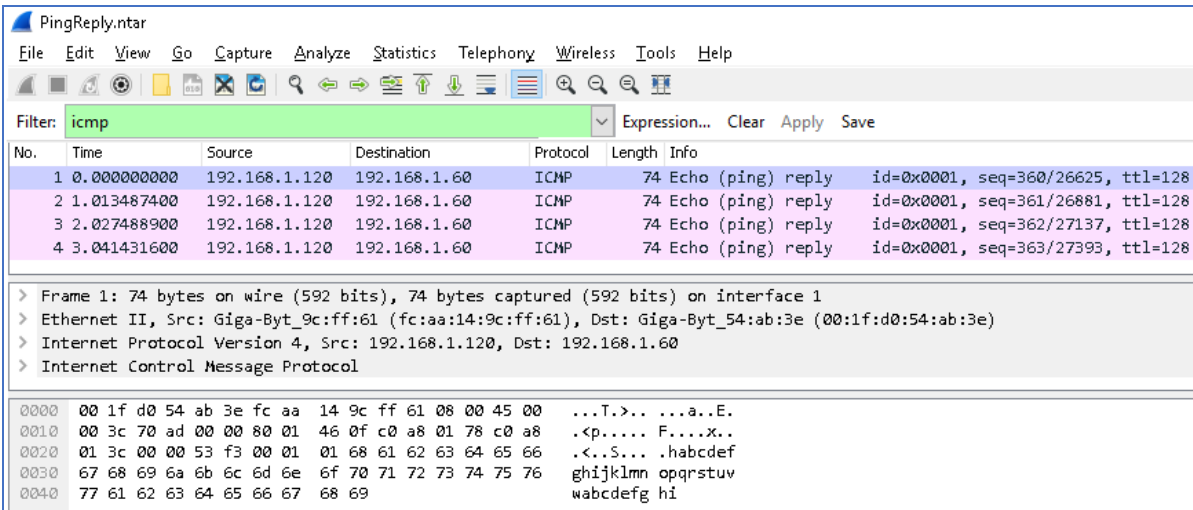 PingReply.ntar
File Edit View Go Capture Analyze Statistics Telephony Wireless Tools Help
Filter: icmp Expression... Clear Apply Save
No. Time Source Destination Protocol Length Info
1 0.000000000 192.168.1.120 192.168.1.60 ICMP 74 Echo (ping) reply id=0x0001, seq=360/26625, ttl=128
2 1.013487400 192.168.1.120 192.168.1.60 ICMP 74 Echo (ping) reply id=0x0001, seq=361/26881, ttl=128
3 2.027488900 192.168.1.120 192.168.1.60 ICMP 74 Echo (ping) reply id=0x0001, seq=362/27137, ttl=128
4 3.041431600 192.168.1.120 192.168.1.60 ICMP 74 Echo (ping) reply id=0x0001, seq=363/27393, ttl=128
> Frame 1: 74 bytes on wire (592 bits), 74 bytes captured (592 bits) on interface 1
> Ethernet II, Src: Giga-Byt_9c:ff:61 (fc:aa:14:9c:ff:61), Dst: Giga-Byt_54:ab:3e (00:1f:d0:54:ab:3e)
> Internet Protocol Version 4, Src: 192.168.1.120, Dst: 192.168.1.60
> Internet Control Message Protocol
0000 00 1f d0 54 ab 3e fc aa 14 9c ff 61 08 00 45 00 ...T.>.. ...a..E.
0010 00 3c 70 ad 00 00 80 01 46 0f c0 a8 01 78 c0 a8 .<p..... F....x..
0020 01 3c 00 00 53 f3 00 01 01 68 61 62 63 64 65 66 .<..S... .habcdef
0030 67 68 69 6a 6b 6c 6d 6e 6f 70 71 72 73 74 75 76 ghijklmn opqrstuv
0040 77 61 62 63 64 65 66 67 68 69 wabcdefg hi